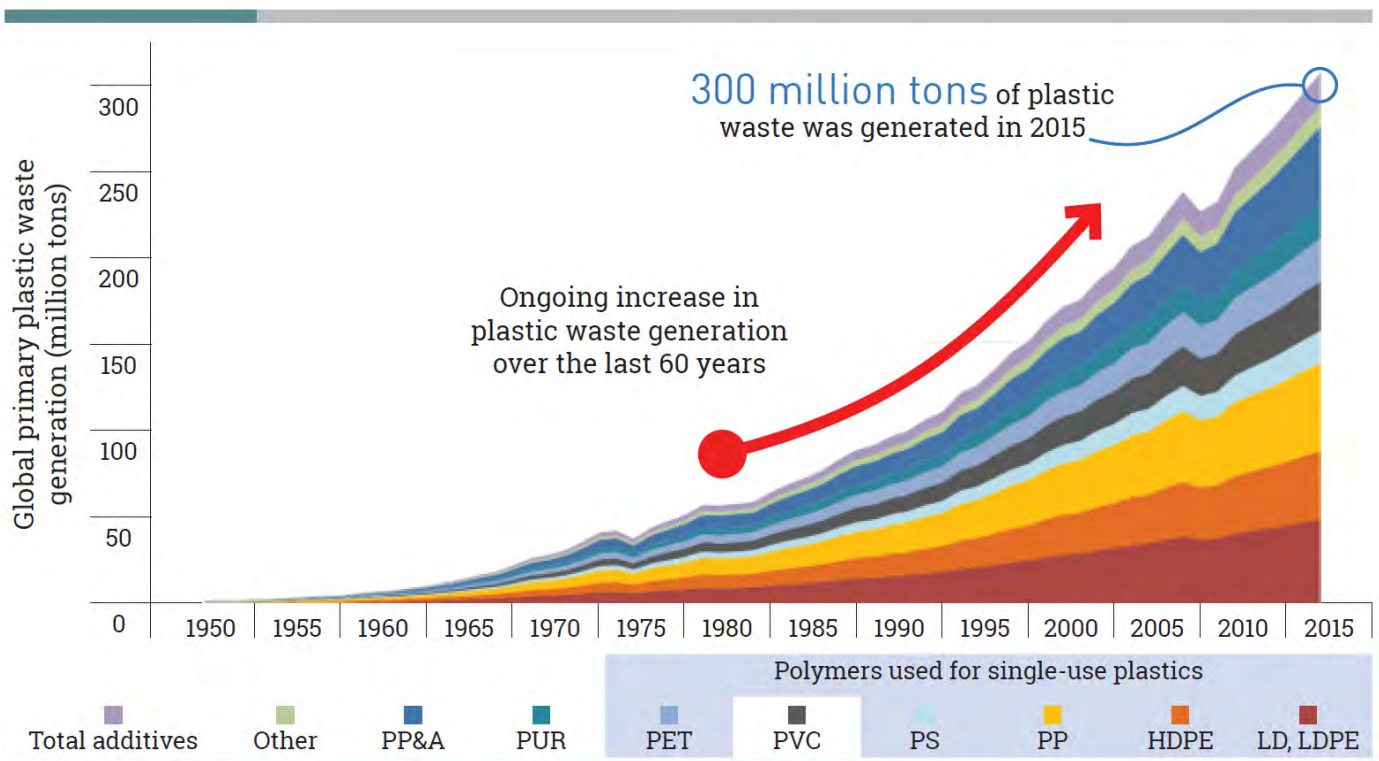 300 million tons of plastic
waste was generated in 2015
Ongoing increase in
plastic waste generation
over the last 60 years
Global primary plastic waste
generation (million tons)
300
250
200
150
100
50
0
1950 1955 1960 1965 1970 1975 1980 1985 1990 1995 2000 2005 2010 2015
Polymers used for single-use plastics
Total additives Other PP&A PUR PET PVC PS PP HDPE LD, LDPE